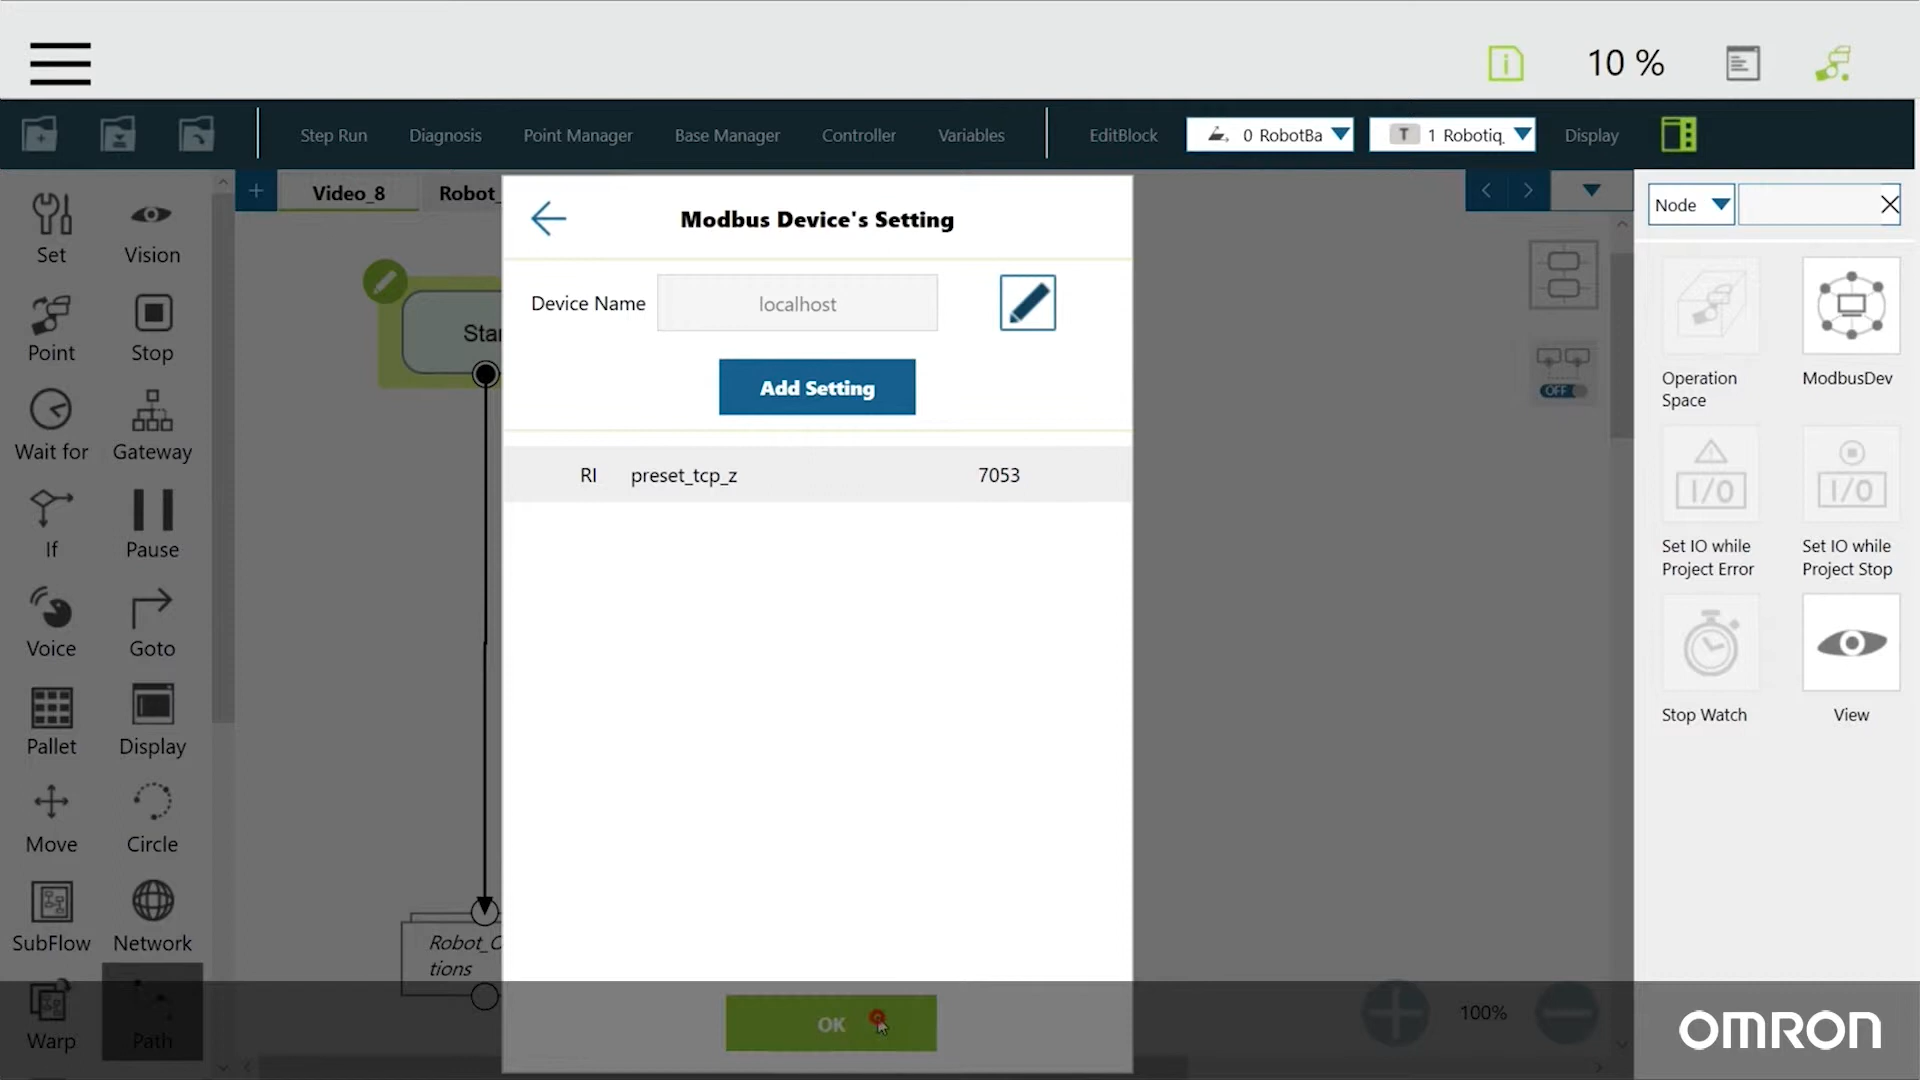 10 %
Step Run
Diagnosis
Point Manager
Base Manager
Controller
Variables
EditBlock
0 RobotBa
T 1 Robotiq.
Display
Video_8
Robot_
Set
Vision
Point
Stop
Wait for
Gateway
If
Pause
Voice
Goto
Pallet
Display
Move
Circle
SubFlow
Network
Warp
Path
Star
Robot_C
tions
Modbus Device's Setting
Device Name
localhost
Add Setting
RI preset_tcp_z 7053
OK
OFF
100%
Node
Operation
Space
ModbusDev
I/O
Set IO while
Project Error
I/O
Set IO while
Project Stop
Stop Watch
View
OMRON